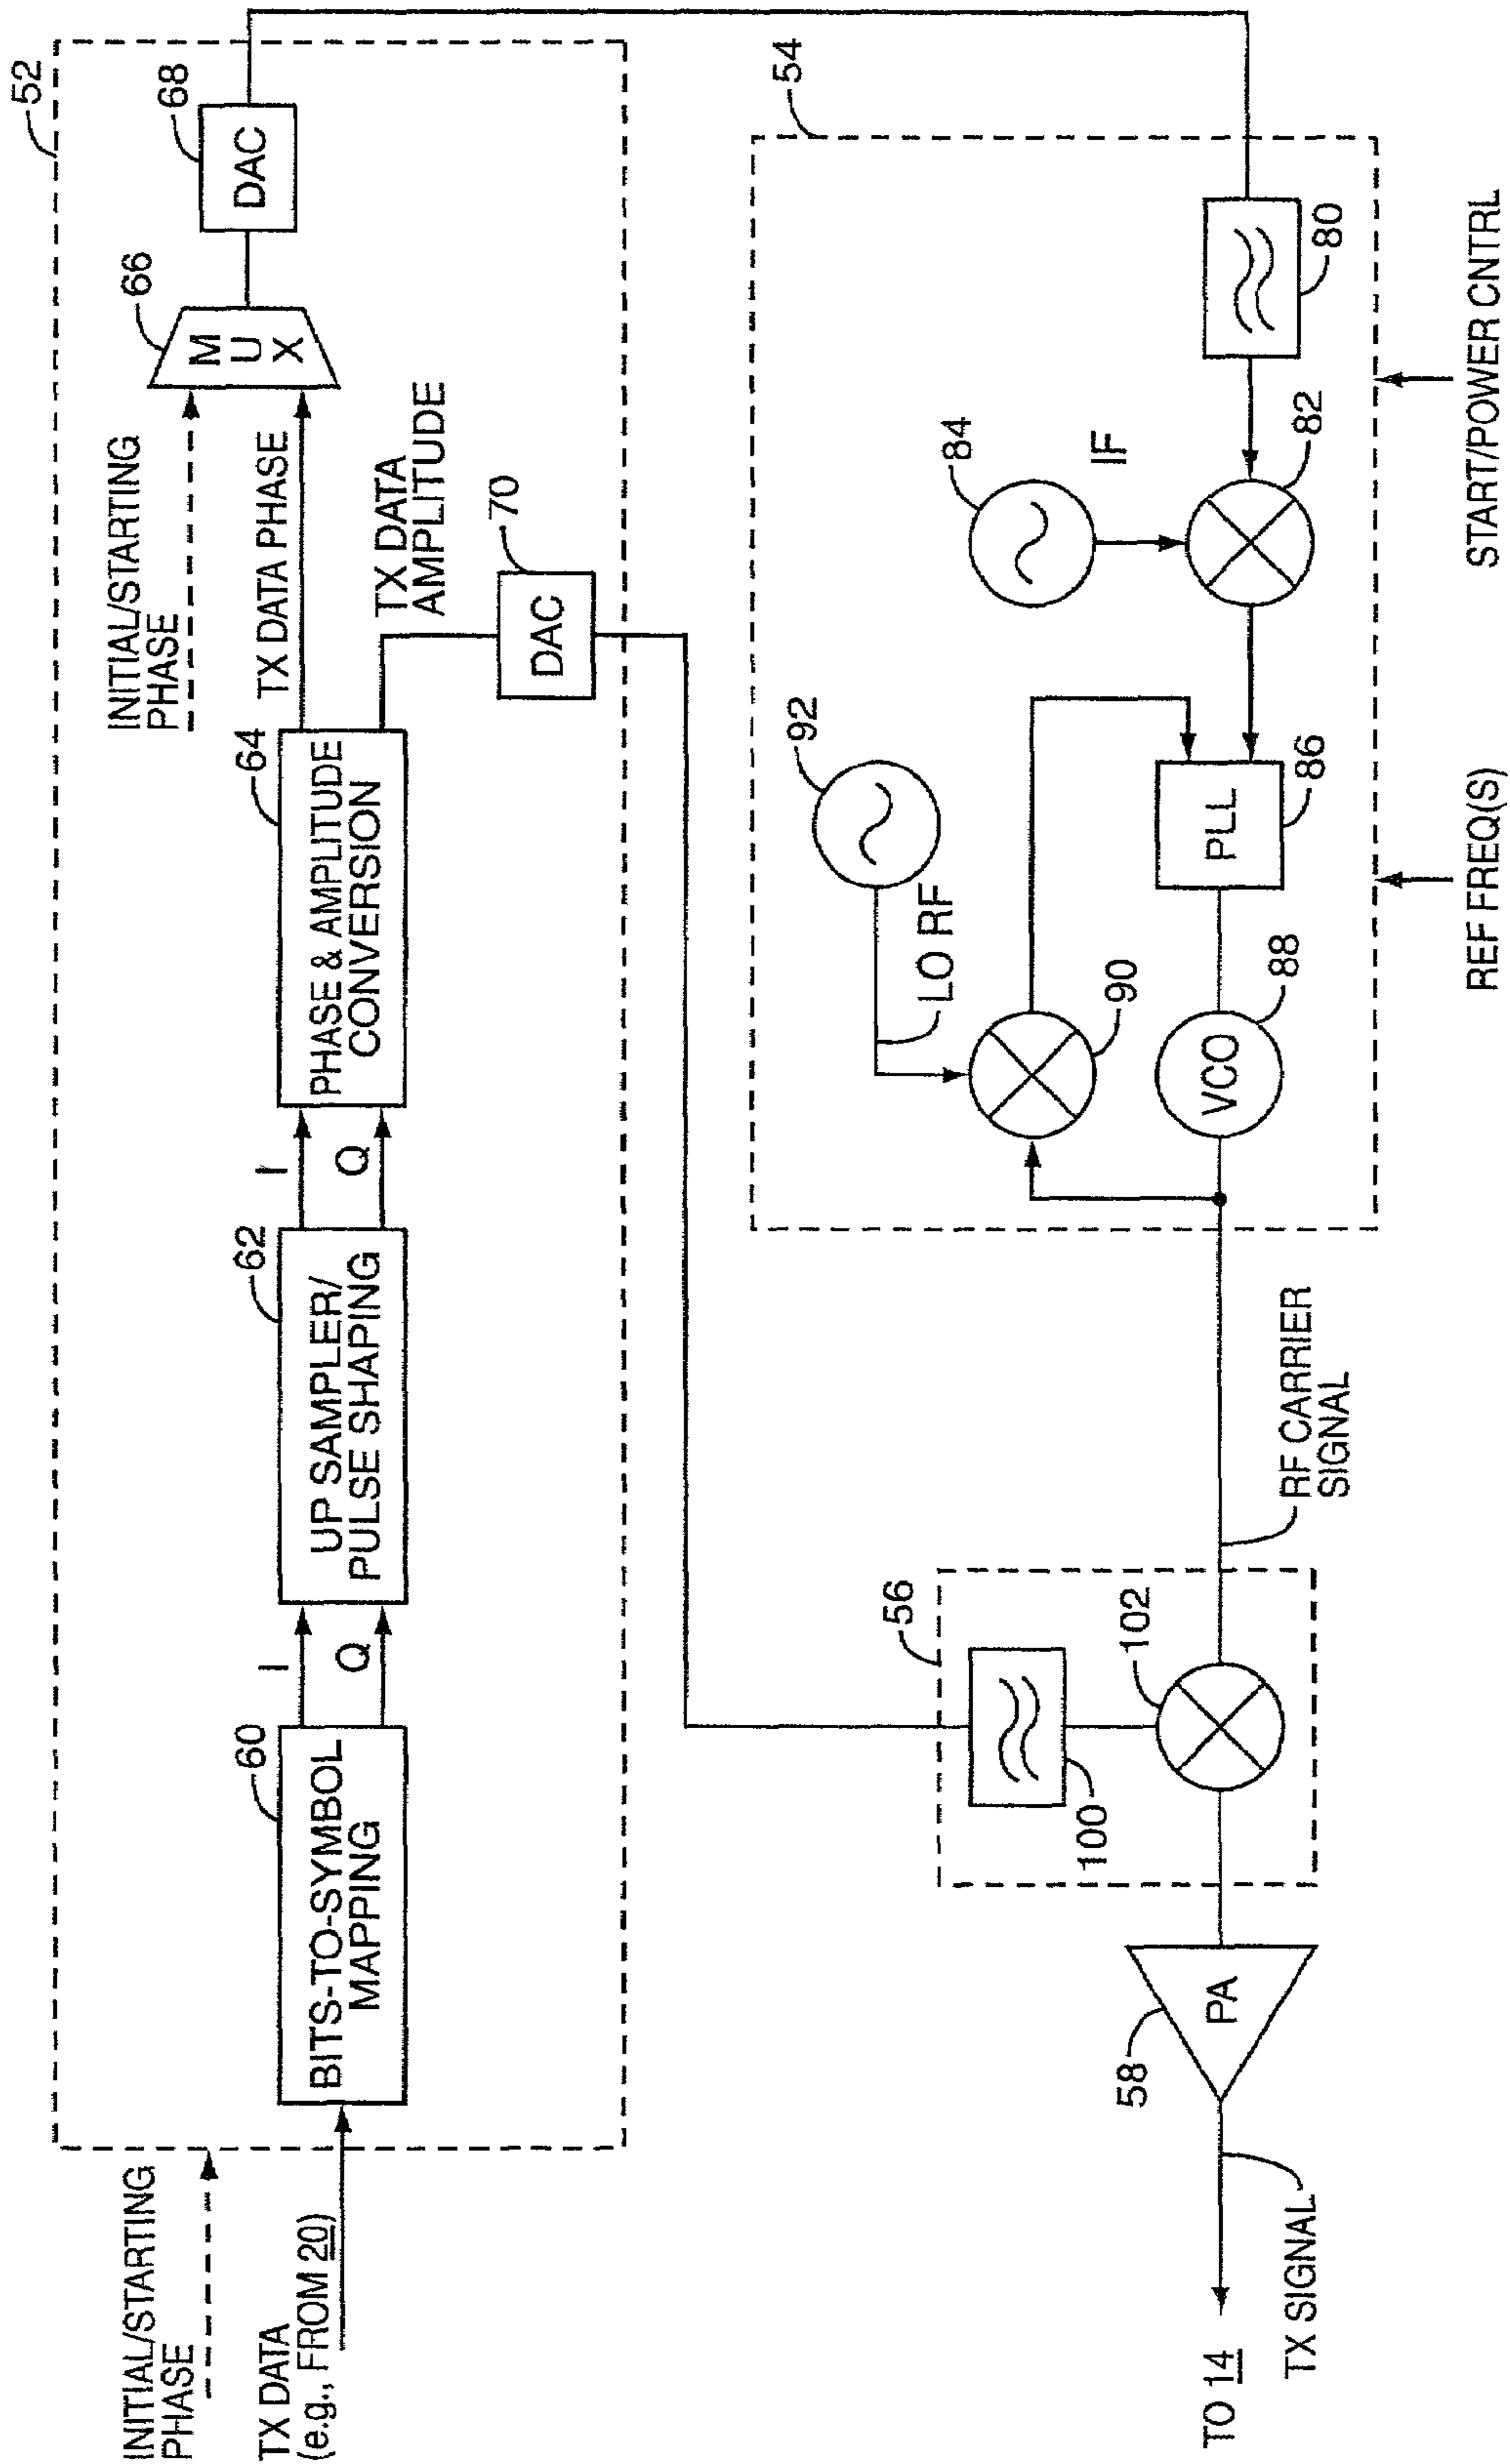 INITIAL/STARTING
PHASE
TX DATA
(e.g., FROM 20)
52
60
BITS-TO-SYMBOL
MAPPING
I
Q
62
UP SAMPLER/
PULSE SHAPING
I
Q
64
PHASE & AMPLITUDE
CONVERSION
INITIAL/STARTING
PHASE
TX DATA PHASE
TX DATA
AMPLITUDE
66
MUX
68
DAC
70
DAC
54
80
82
84
IF
PLL
86
VCO
88
90
92
LO RF
START/POWER CNTRL
REF FREQ(S)
RF CARRIER
SIGNAL
56
100
102
PA
58
TO 14
TX SIGNAL